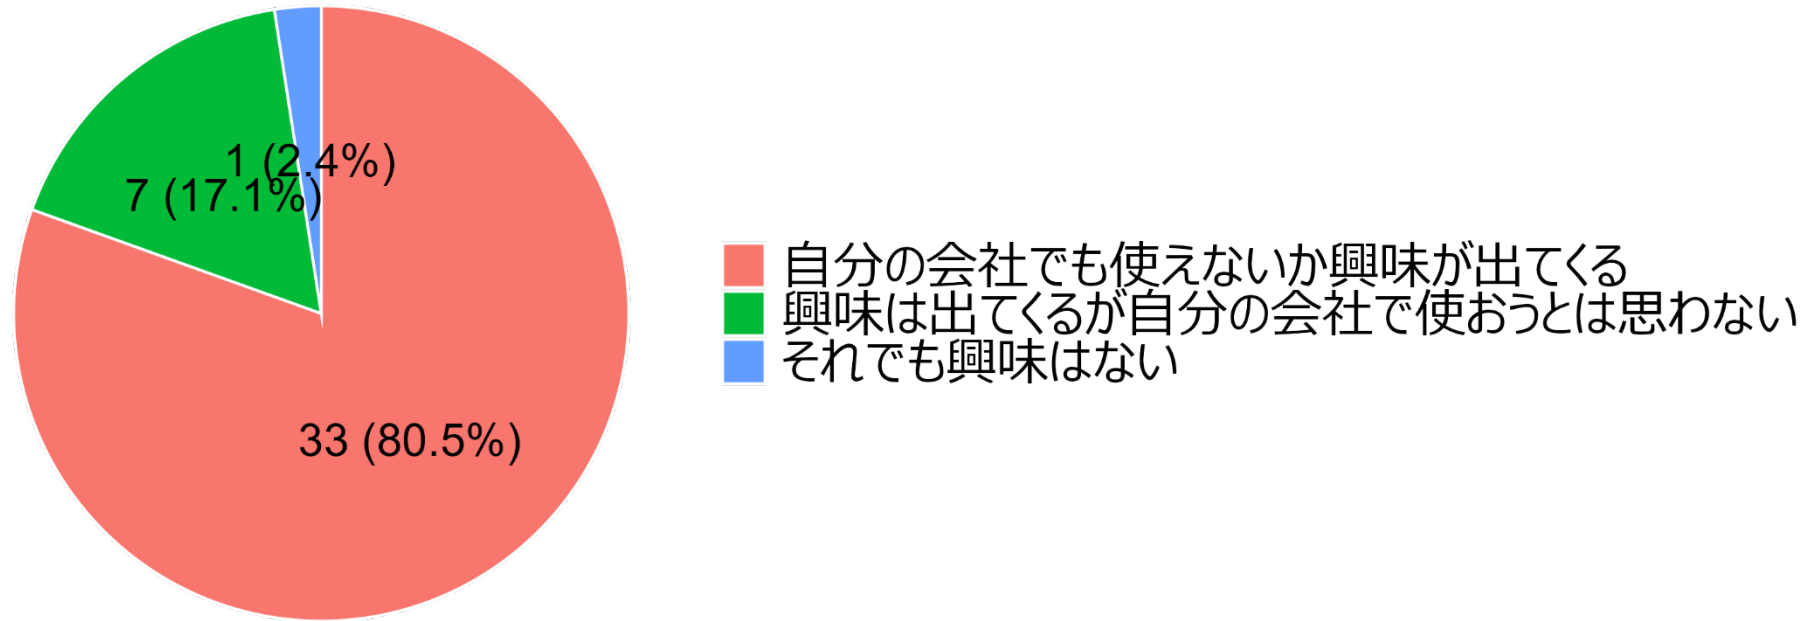 1 (2.4%)
7 (17.1%)
33 (80.5%)
自分の会社でも使えないか興味が出てくる
興味は出てくるが自分の会社で使おうとは思わない
それでも興味はない